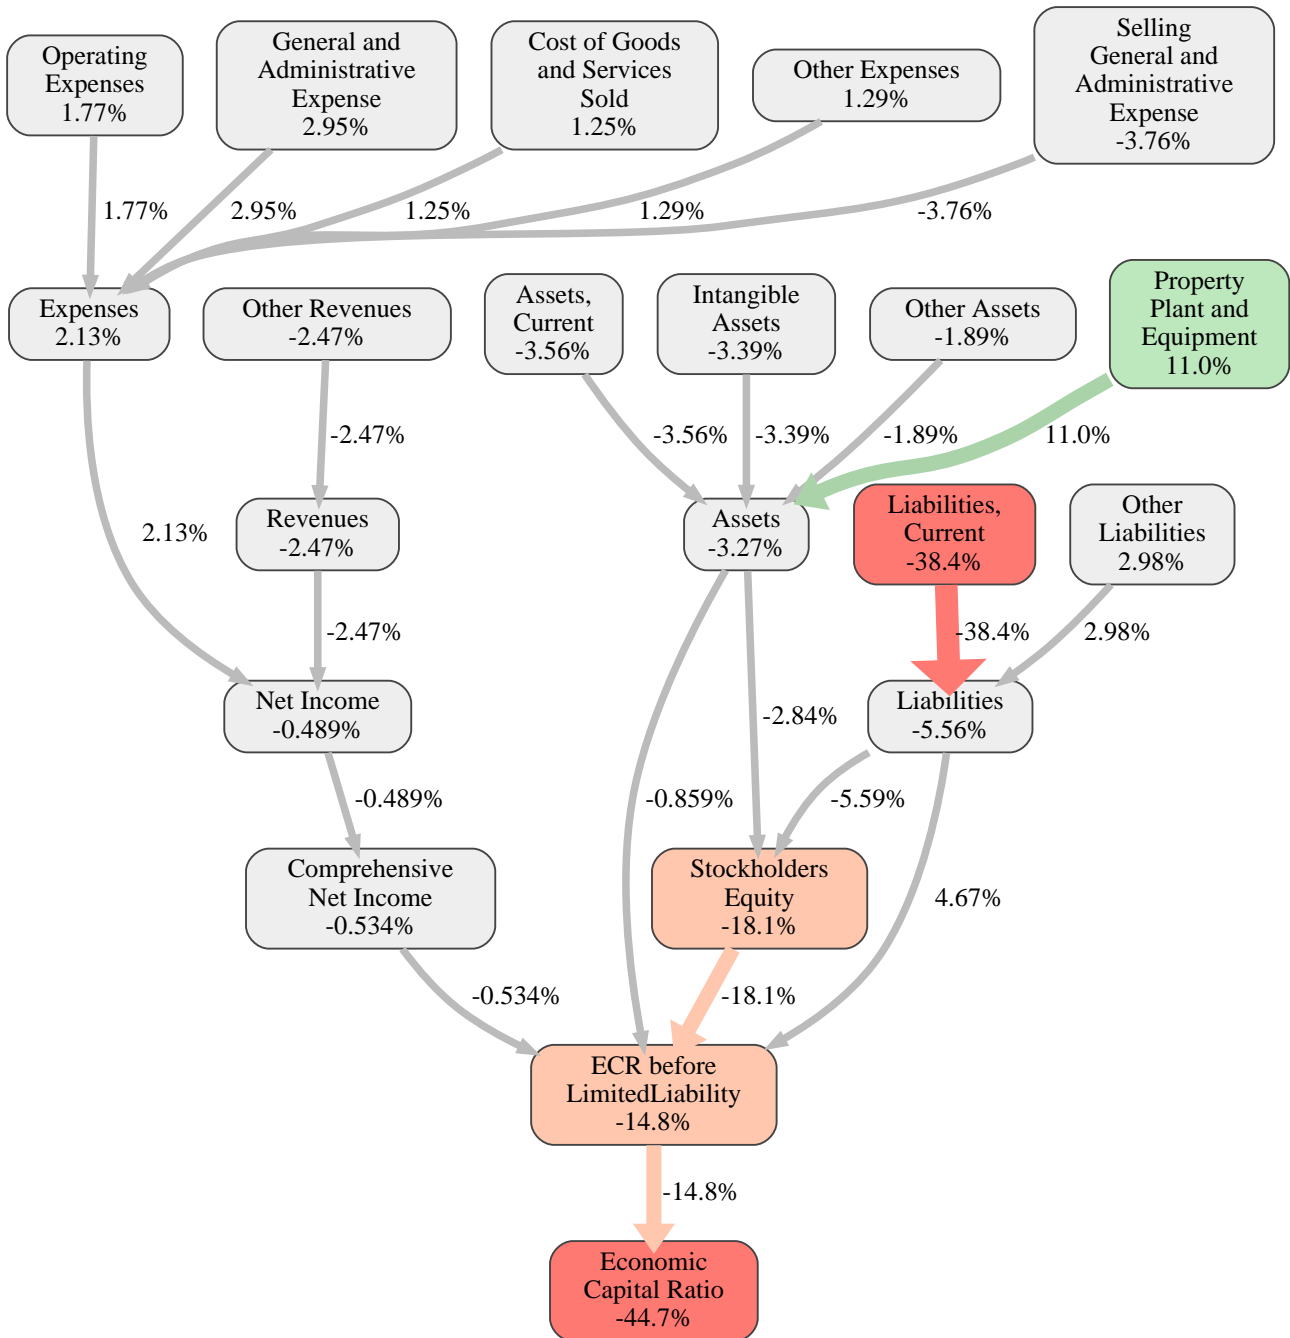 Operating
Expenses
1.77%
General and
Administrative
Expense
2.95%
Cost of Goods
and Services
Sold
1.25%
Other Expenses
1.29%
Selling
General and
Administrative
Expense
-3.76%
1.77%
2.95%
1.25%
1.29%
-3.76%
Expenses
2.13%
Other Revenues
-2.47%
Assets,
Current
-3.56%
Intangible
Assets
-3.39%
Other Assets
-1.89%
Property
Plant and
Equipment
11.0%
-2.47%
-3.56%
-3.39%
-1.89%
11.0%
2.13%
Revenues
-2.47%
Assets
-3.27%
Liabilities,
Current
-38.4%
Other
Liabilities
2.98%
-2.47%
-38.4%
2.98%
Net Income
-0.489%
-2.84%
Liabilities
-5.56%
-0.489%
-0.859%
-5.59%
Comprehensive
Net Income
-0.534%
Stockholders
Equity
-18.1%
4.67%
-0.534%
-18.1%
ECR before
LimitedLiability
-14.8%
-14.8%
Economic
Capital Ratio
-44.7%